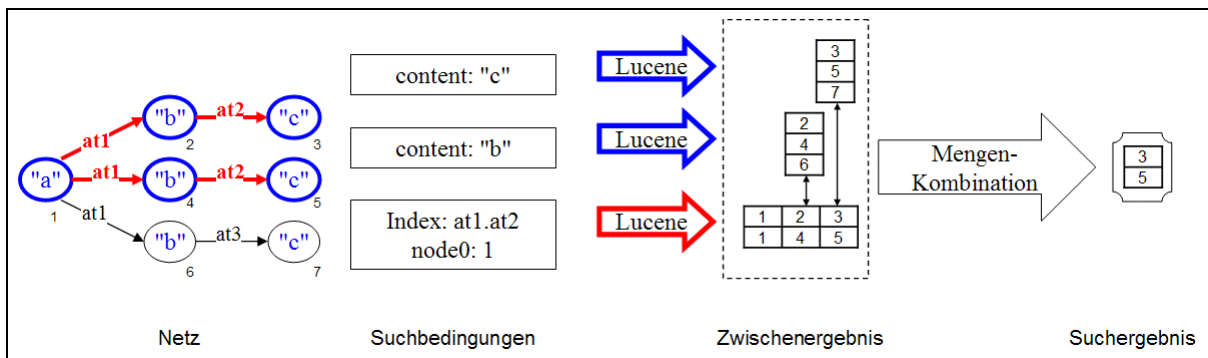 "a"
1
at1
"b"
2
at2
"c"
3
at1
"b"
4
at2
"c"
5
at1
"b"
6
at3
"c"
7
Netz
content: "c"
content: "b"
Index: at1.at2
node0: 1
Suchbedingungen
Lucene
Lucene
Lucene
3
5
7
2
4
6
1 2 3
1 4 5
Zwischenergebnis
Mengen-
Kombination
3
5
Suchergebnis